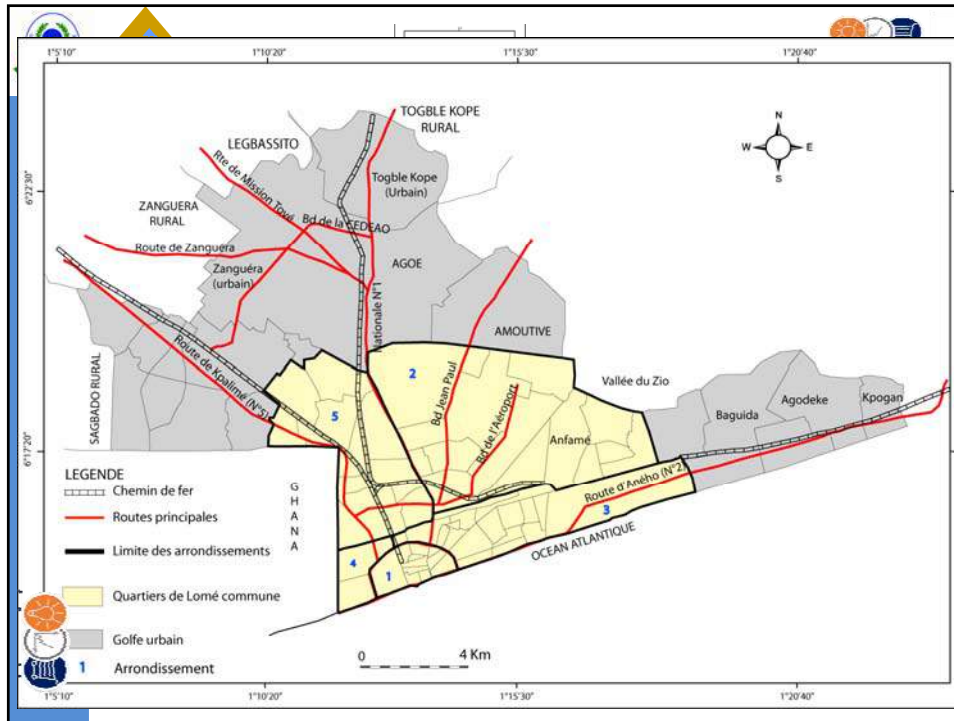 1°5'10"
1°10'20"
1°15'30"
1°20'40"
TOGBLE KOPE
RURAL
LEGBASSITO
N
W
E
S
Rte de Mission Tové
Togble Kope
(Urbain)
6°22'30"
ZANGUERA
RURAL
Bd de la CEDEAO
Route de Zanguera
AGOE
Zanguéra
(urbain)
Nationale N°1
AMOUTIVE
Route de Kpalimé (N°5)
2
Vallée du Zio
SAGBADO RURAL
5
Bd Jean Paul
Bd de l'Aéroport
Baguida
Agodeke
Kpogan
Anfamé
6°17'20"
LEGENDE
Chemin de fer
Routes principales
Limite des arrondissements
Quartiers de Lomé commune
Golfe urbain
1 Arrondissement
GHANA
Route d'Aného (N°2)
3
OCEAN ATLANTIQUE
4
1
0
4 Km
1°5'10"
1°10'20"
1°15'30"
1°20'40"